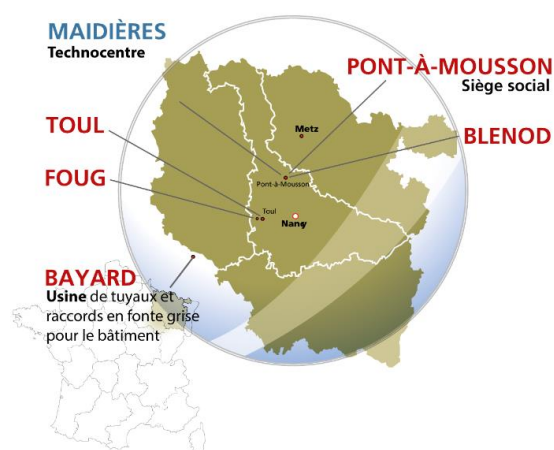 MAIDIÈRES
Technocentre
PONT-À-MOUSSON
Siège social
TOUL
Metz
BLENOD
FOUG
Pont-à-Mousson
Toul
Nancy
BAYARD
Usine de tuyaux et
raccords en fonte grise
pour le bâtiment